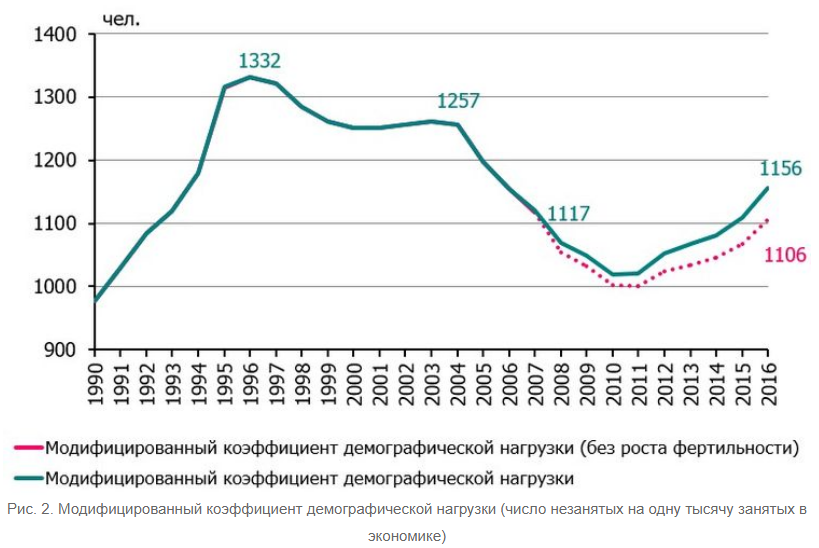 чел.
1400
1332
1300
1257
1200
1156
1117
1100
1106
1000
900
1990 1991 1992 1993 1994 1995 1996 1997 1998 1999 2000 2001 2002 2003 2004 2005 2006 2007 2008 2009 2010 2011 2012 2013 2014 2015 2016
Модифицированный коэффициент демографической нагрузки (без роста фертильности)
Модифицированный коэффициент демографической нагрузки
Рис. 2. Модифицированный коэффициент демографической нагрузки (число незанятых на одну тысячу занятых в
экономике)